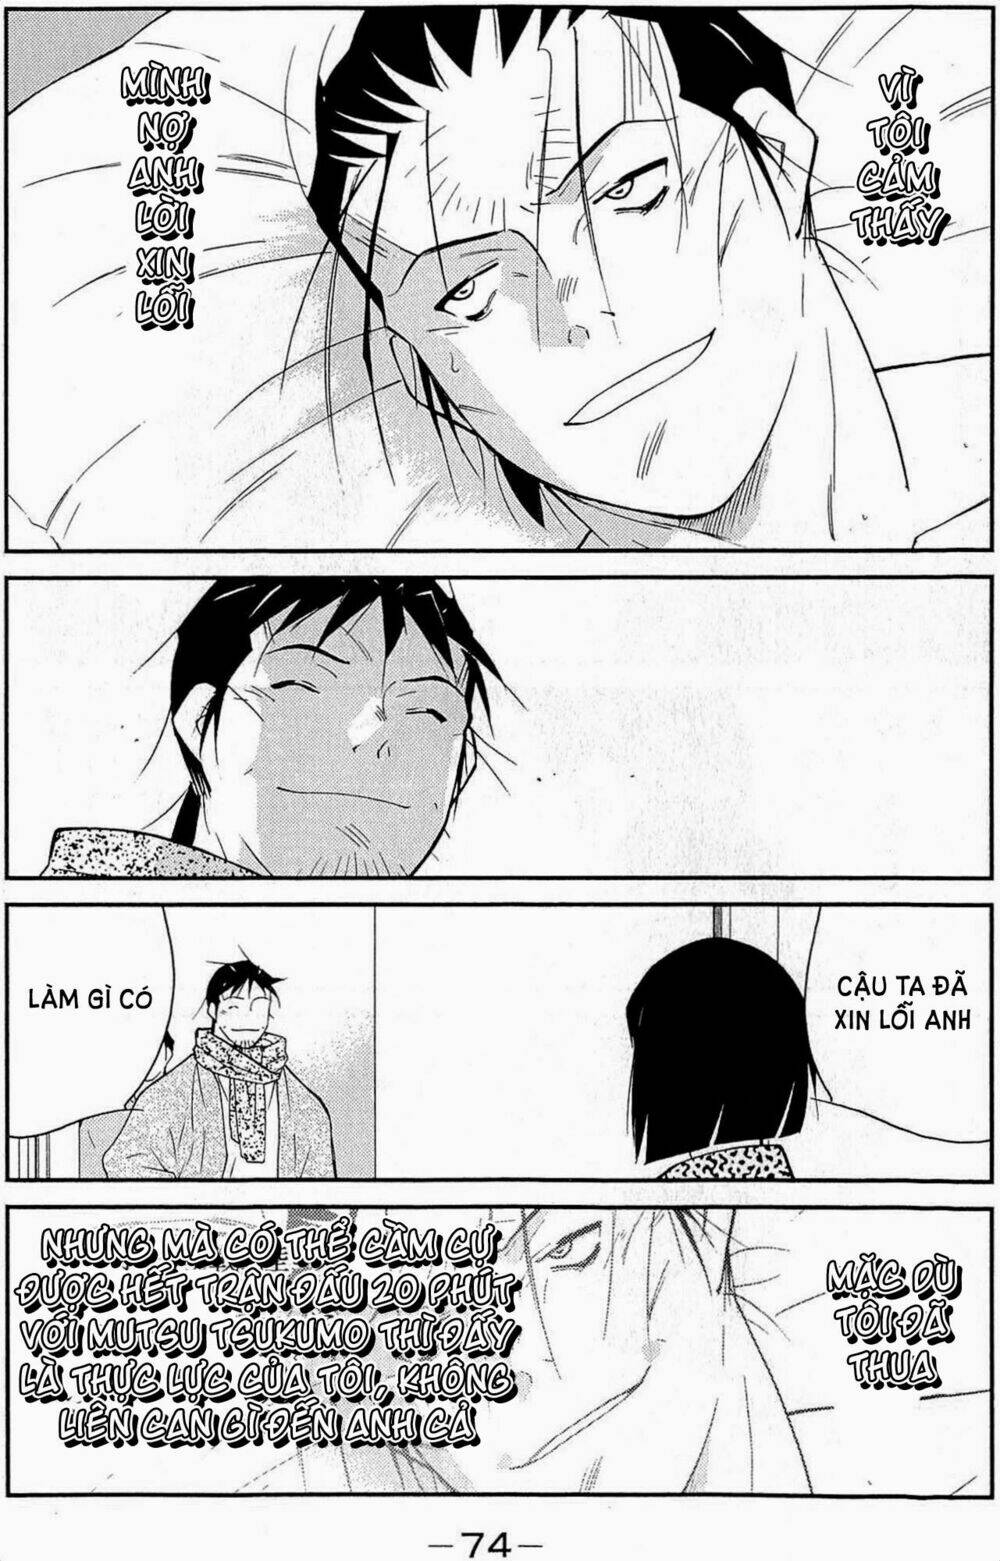 VÌ
TÔI
CẢM
THẤY
MÌNH
NỢ
ANH
LỜI
XIN
LỖI
CẬU TA ĐÃ
XIN LỖI ANH
LÀM GÌ CÓ
MẶC DÙ
TÔI ĐÃ
THUA
NHƯNG MÀ CÓ THỂ CẦM CỰ
ĐƯỢC HẾT TRẬN ĐẤU 20 PHÚT
VỚI MUTSU TSUKUMO THÌ ĐẤY
LÀ THỰC LỰC CỦA TÔI, KHÔNG
LIÊN CAN GÌ ĐẾN ANH CẢ
-74-